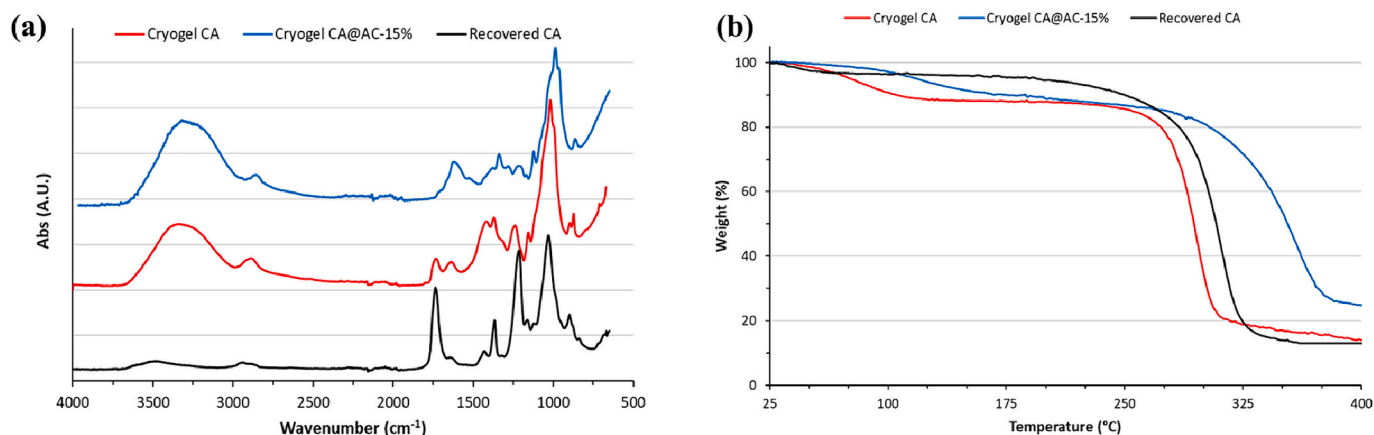 (a)
Cryogel CA Cryogel CA@AC-15% Recovered CA
Abs (A.U.)
4000 3500 3000 2500 2000 1500 1000 500
Wavenumber (cm⁻¹)
(b)
Cryogel CA Cryogel CA@AC-15% Recovered CA
Weight (%)
100
80
60
40
20
0
25 100 175 250 325 400
Temperature (°C)